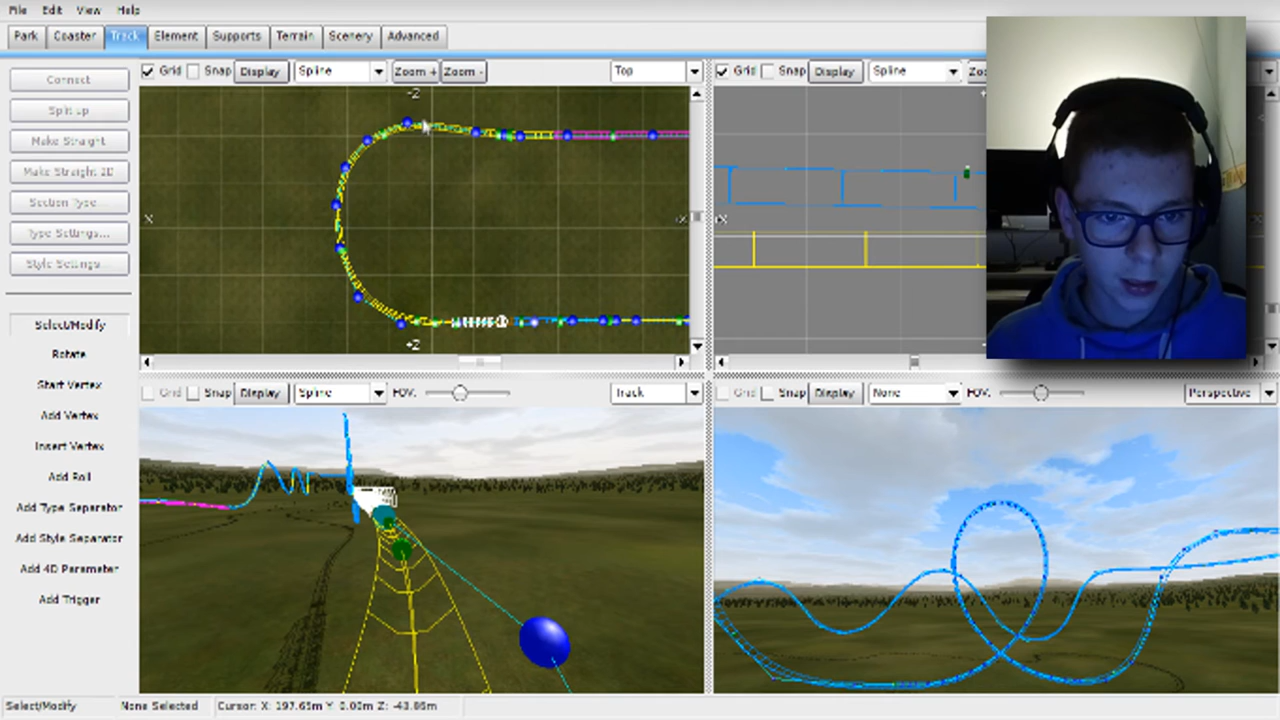 File Edit View Help
Park Coaster Track Element Supports Terrain Scenery Advanced
Connect
Split up
Make Straight
Make Straight 2D
Section Type...
Type Settings...
Style Settings...
Select/Modify
Rotate
Start Vertex
Add Vertex
Insert Vertex
Add Roll
Add Type Separator
Add Style Separator
Add 4D Parameter
Add Trigger
Grid Snap Display Spline Zoom + Zoom - Top
-Z
X
+Z
Grid Snap Display Spline
Grid Snap Display Spline FOV: Track
Grid Snap Display None FOV: Perspective
Select/Modify None Selected Cursor: X: 197.65m Y: 0.00m Z: -43.86m